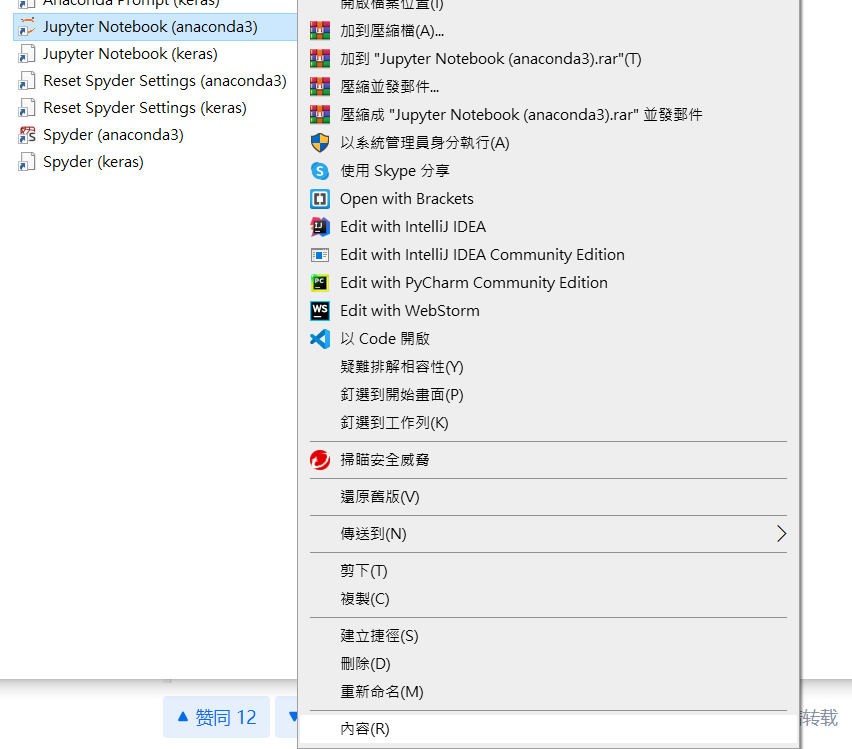 Anaconda Prompt (keras)
Jupyter Notebook (anaconda3)
Jupyter Notebook (keras)
Reset Spyder Settings (anaconda3)
Reset Spyder Settings (keras)
Spyder (anaconda3)
Spyder (keras)
開啟檔案位置(I)
加到壓縮檔(A)...
加到 "Jupyter Notebook (anaconda3).rar"(T)
壓縮並發郵件...
壓縮成 "Jupyter Notebook (anaconda3).rar" 並發郵件
以系統管理員身分執行(A)
使用 Skype 分享
Open with Brackets
Edit with IntelliJ IDEA
Edit with IntelliJ IDEA Community Edition
Edit with PyCharm Community Edition
Edit with WebStorm
以 Code 開啟
疑難排解相容性(Y)
釘選到開始畫面(P)
釘選到工作列(K)
掃瞄安全威脅
還原舊版(V)
傳送到(N)
剪下(T)
複製(C)
建立捷徑(S)
刪除(D)
重新命名(M)
內容(R)
▲ 赞同 12
转载